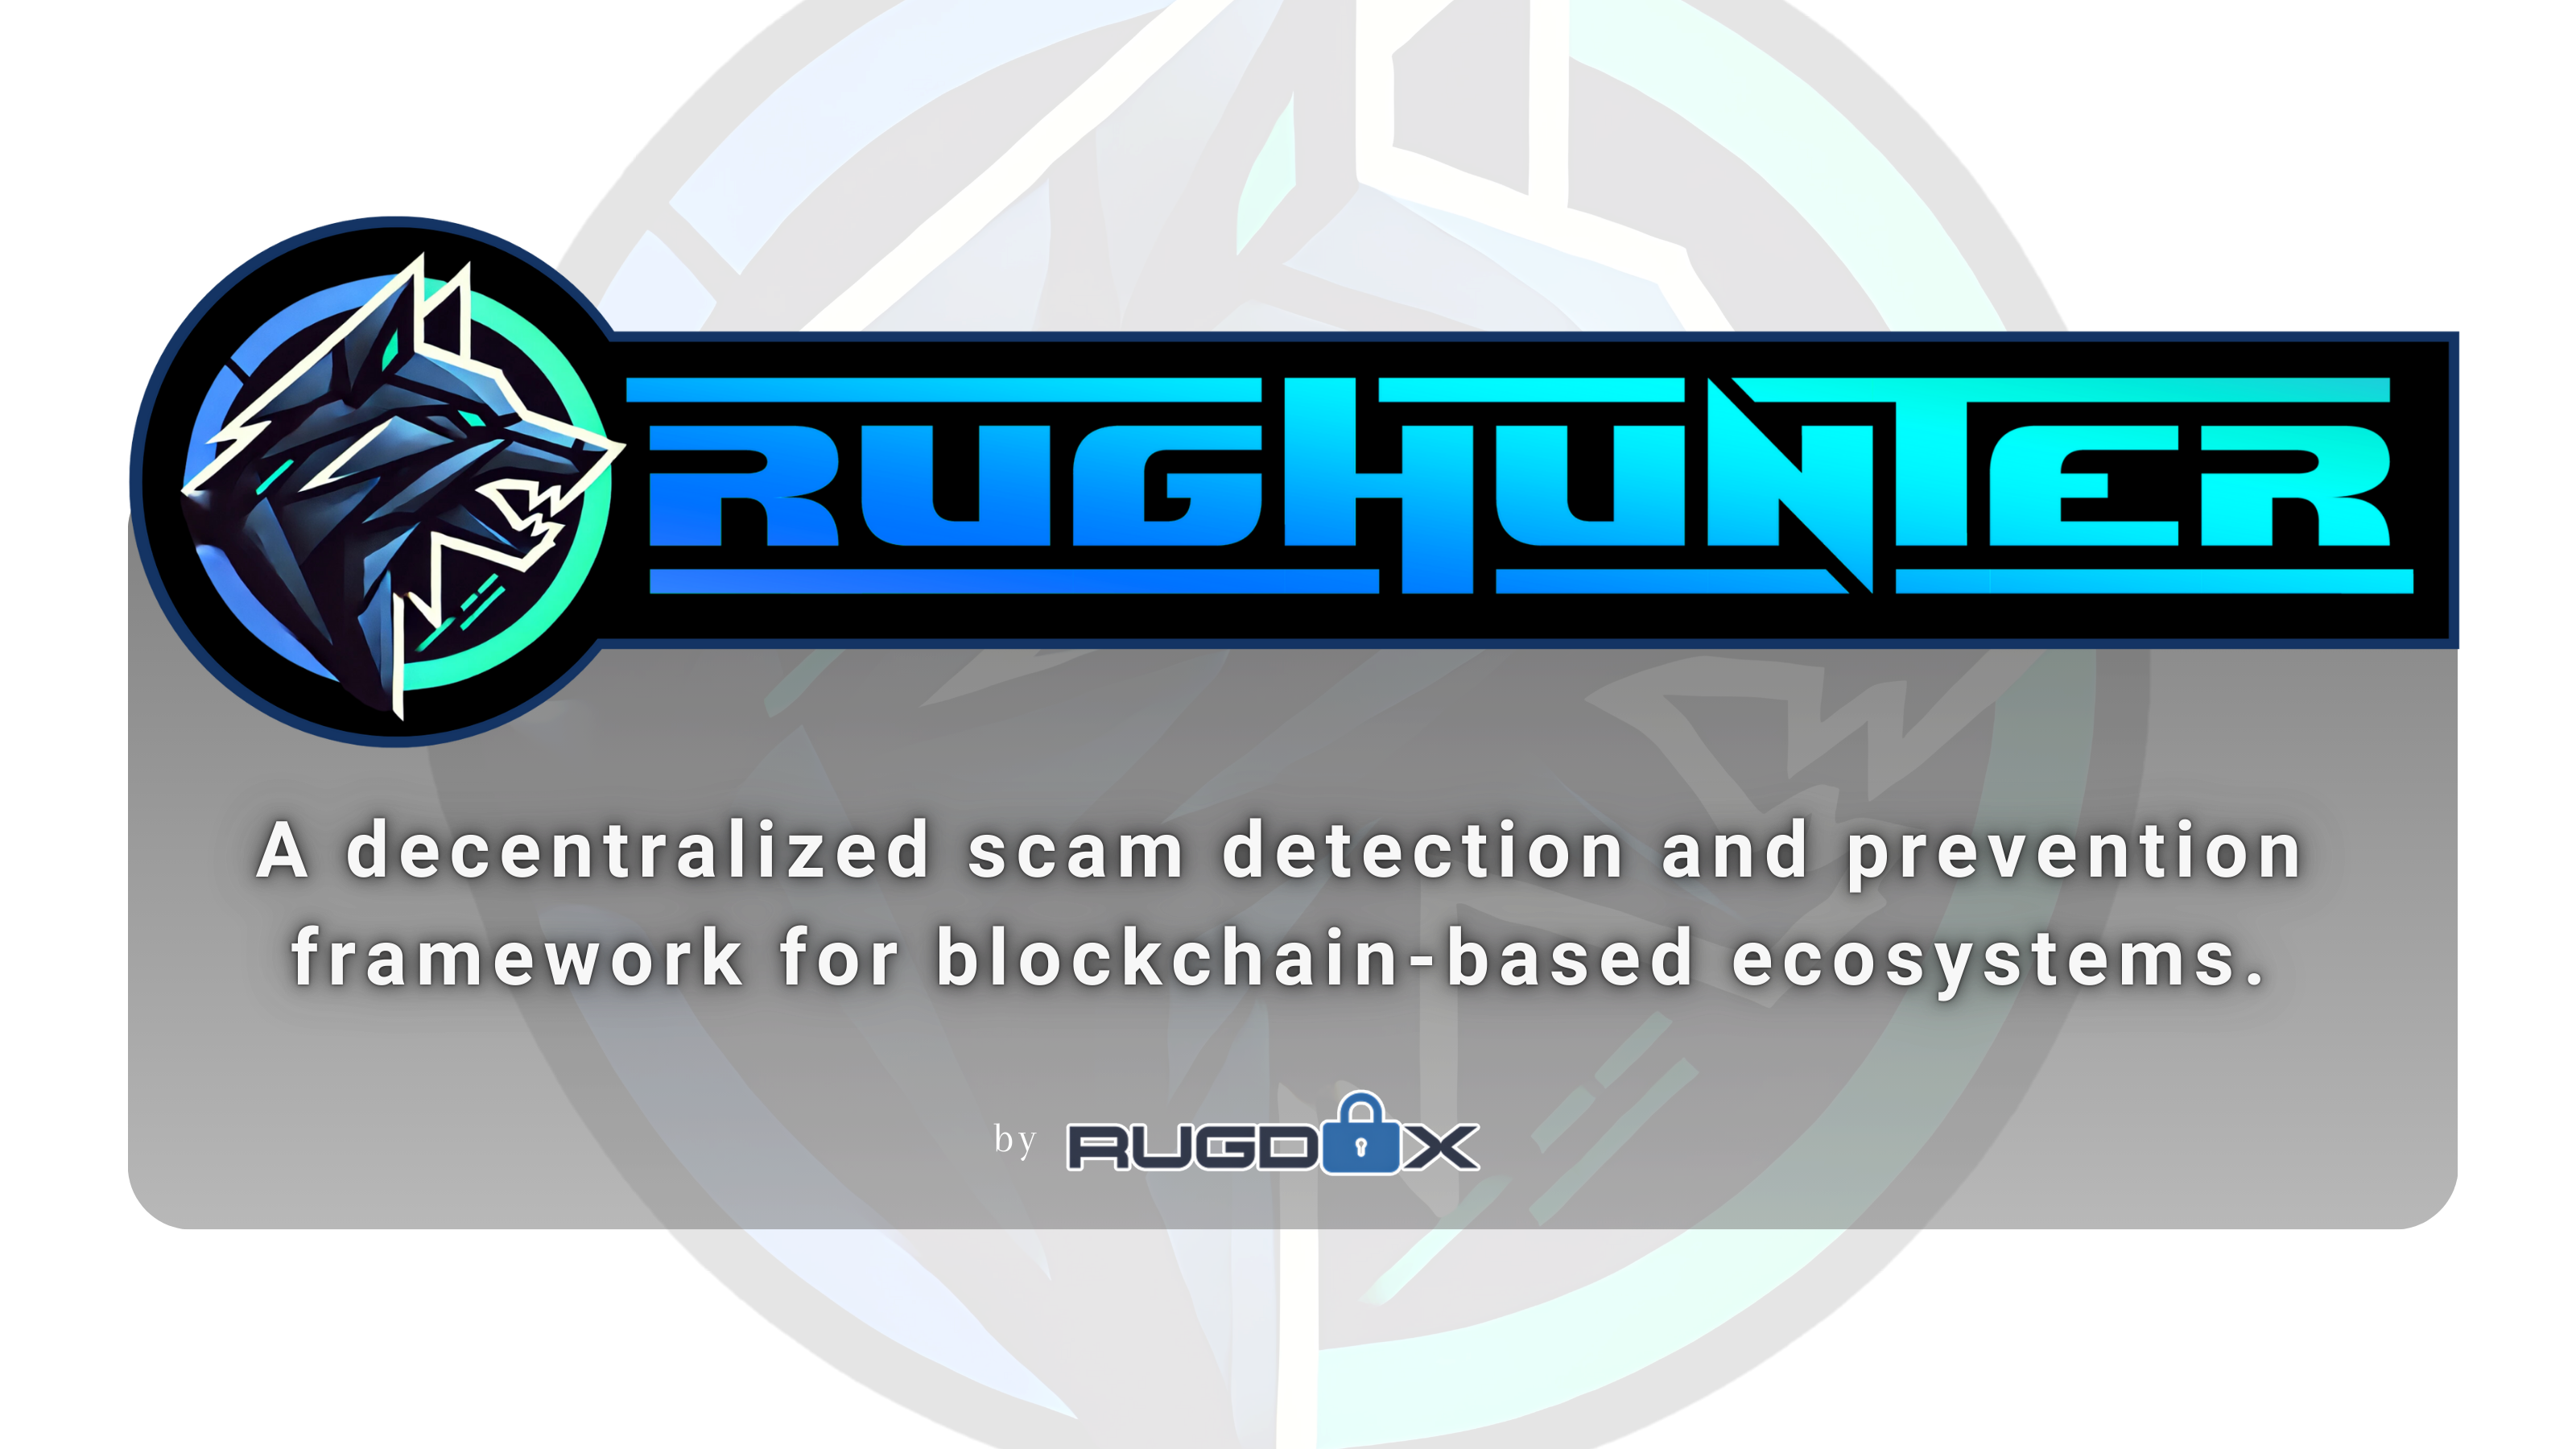 RUGHUNTER
A decentralized scam detection and prevention
framework for blockchain-based ecosystems.
by RUGDOX